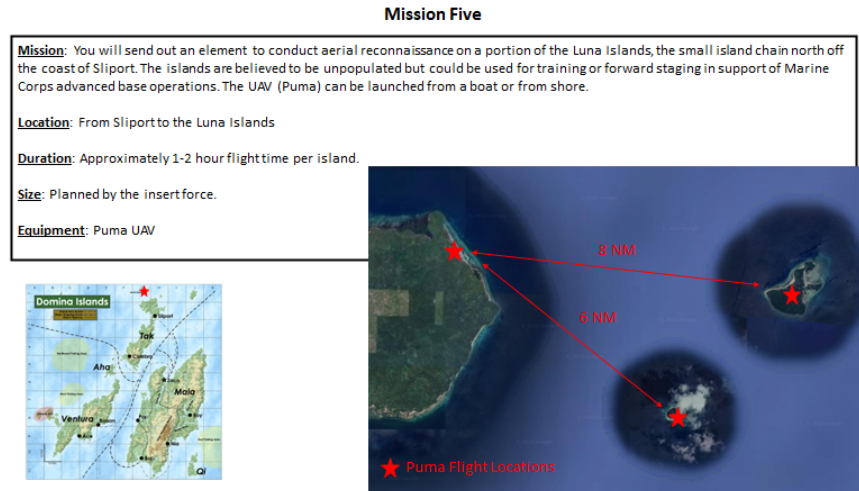 Mission Five
Mission: You will send out an element to conduct aerial reconnaissance on a portion of the Luna Islands, the small island chain north off
the coast of Sliport. The islands are believed to be unpopulated but could be used for training or forward staging in support of Marine
Corps advanced base operations. The UAV (Puma) can be launched from a boat or from shore.
Location: From Sliport to the Luna Islands
Duration: Approximately 1-2 hour flight time per island.
Size: Planned by the insert force.
Equipment: Puma UAV
8 NM
6 NM
Puma Flight Locations
Domina Islands
Sliport
Tak
Aha
Maia
Ventura
Qi